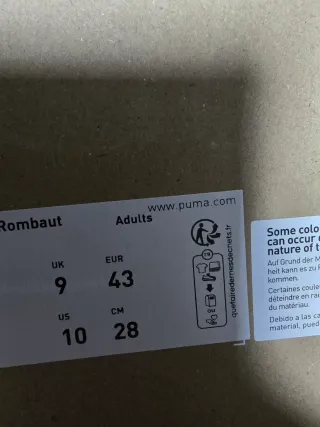 www.puma.com
Rombaut Adults
UK EUR
9 43
US CM
10 28
FR
quefairedemesdechets.fr
Some colo
can occur
nature of t
Auf Grund der M
heit kann es zu
kommen.
Certaines coule
déteindre en rai
du matériau.
Debido a las ca
material, pued